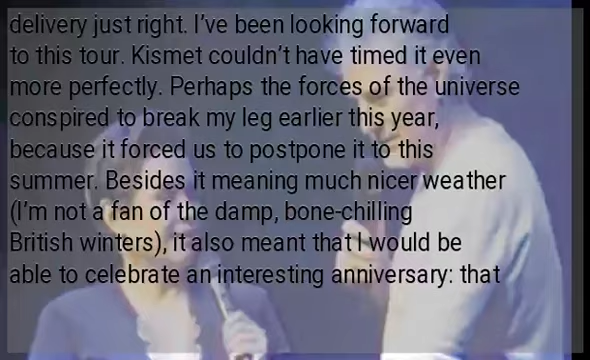 delivery just right. I’ve been looking forward
to this tour. Kismet couldn’t have timed it even
more perfectly. Perhaps the forces of the universe
conspired to break my leg earlier this year,
because it forced us to postpone it to this
summer. Besides it meaning much nicer weather
(I’m not a fan of the damp, bone-chilling
British winters), it also meant that I would be
able to celebrate an interesting anniversary: that